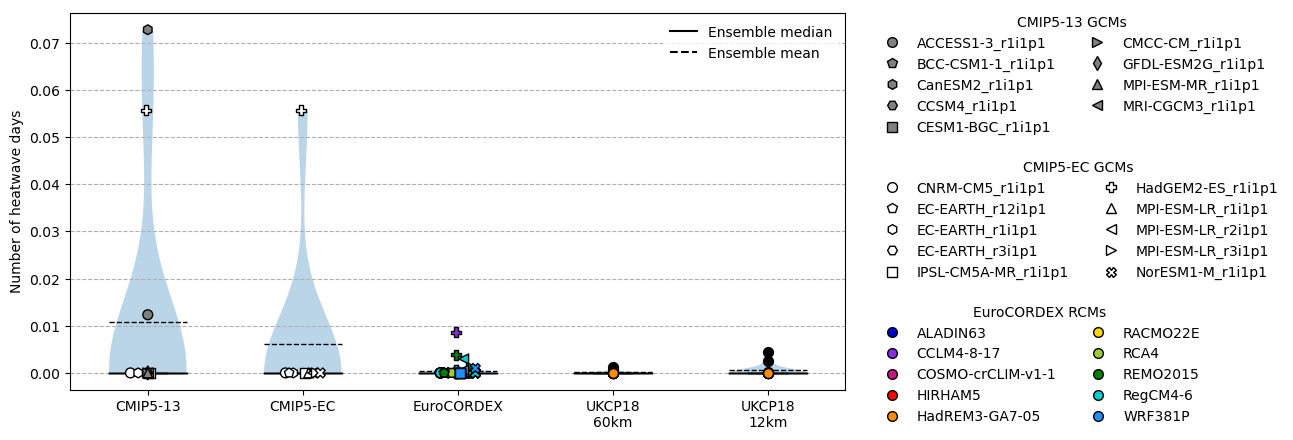 Number of heatwave days
0.07
0.06
0.05
0.04
0.03
0.02
0.01
0.00
Ensemble median
Ensemble mean
CMIP5-13
CMIP5-EC
EuroCORDEX
UKCP18
60km
UKCP18
12km
CMIP5-13 GCMs
ACCESS1-3_r1i1p1
BCC-CSM1-1_r1i1p1
CanESM2_r1i1p1
CCSM4_r1i1p1
CESM1-BGC_r1i1p1
CMCC-CM_r1i1p1
GFDL-ESM2G_r1i1p1
MPI-ESM-MR_r1i1p1
MRI-CGCM3_r1i1p1
CMIP5-EC GCMs
CNRM-CM5_r1i1p1
EC-EARTH_r12i1p1
EC-EARTH_r1i1p1
EC-EARTH_r3i1p1
IPSL-CM5A-MR_r1i1p1
HadGEM2-ES_r1i1p1
MPI-ESM-LR_r1i1p1
MPI-ESM-LR_r2i1p1
MPI-ESM-LR_r3i1p1
NorESM1-M_r1i1p1
EuroCORDEX RCMs
ALADIN63
CCLM4-8-17
COSMO-crCLIM-v1-1
HIRHAM5
HadREM3-GA7-05
RACMO22E
RCA4
REMO2015
RegCM4-6
WRF381P